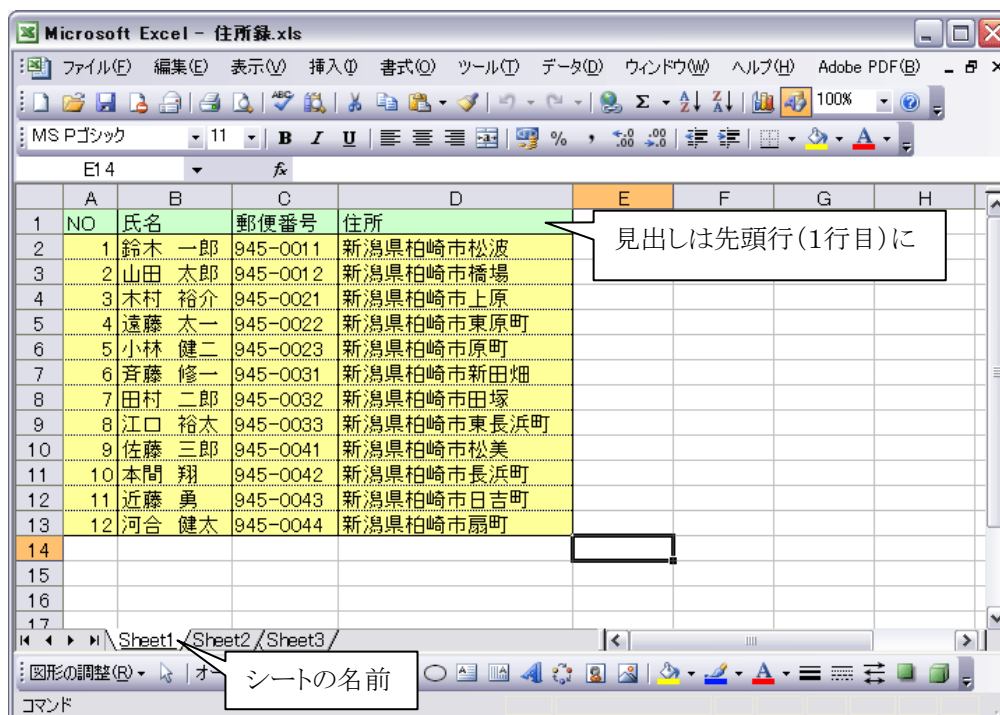 Microsoft Excel - 住所録.xls
ファイル(F) 編集(E) 表示(V) 挿入(I) 書式(O) ツール(T) データ(D) ウィンドウ(W) ヘルプ(H) Adobe PDF(B)
ABC Σ 100%
MS Pゴシック 11 B I U %
E14 fx
A B C D E F G H
1 NO 氏名 郵便番号 住所
見出しは先頭行(1行目)に
2 1 鈴木 一郎 945-0011 新潟県柏崎市松波
3 2 山田 太郎 945-0012 新潟県柏崎市橋場
4 3 木村 裕介 945-0021 新潟県柏崎市上原
5 4 遠藤 太一 945-0022 新潟県柏崎市東原町
6 5 小林 健二 945-0023 新潟県柏崎市原町
7 6 斉藤 修一 945-0031 新潟県柏崎市新田畑
8 7 田村 二郎 945-0032 新潟県柏崎市田塚
9 8 江口 裕太 945-0033 新潟県柏崎市東長浜町
10 9 佐藤 三郎 945-0041 新潟県柏崎市松美
11 10 本間 翔 945-0042 新潟県柏崎市長浜町
12 11 近藤 勇 945-0043 新潟県柏崎市日吉町
13 12 河合 健太 945-0044 新潟県柏崎市扇町
14
15
16
17
Sheet1 Sheet2 Sheet3
図形の調整(R) オー
シートの名前
コマンド